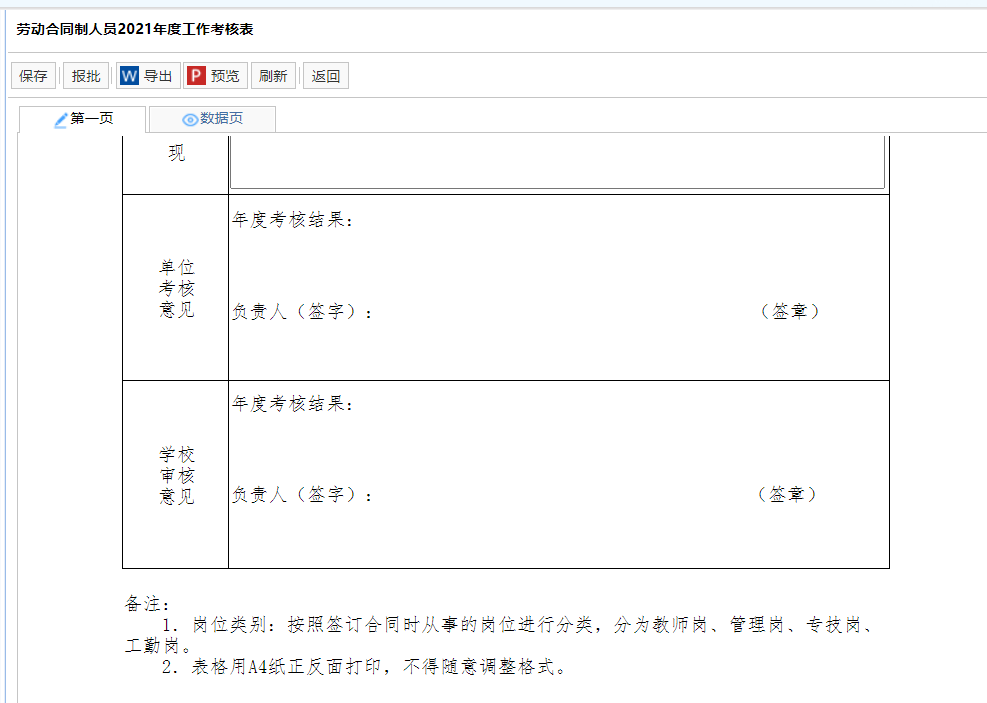 劳动合同制人员2021年度工作考核表
保存 报批 W 导出 P 预览 刷新 返回
第一页 数据页
现
年度考核结果:
单位
考核
意见
负责人（签字）: （签章）
年度考核结果:
学校
审核
意见
负责人（签字）: （签章）
备注:
1. 岗位类别: 按照签订合同时从事的岗位进行分类, 分为教师岗、管理岗、专技岗、
工勤岗。
2. 表格用A4纸正反面打印, 不得随意调整格式。